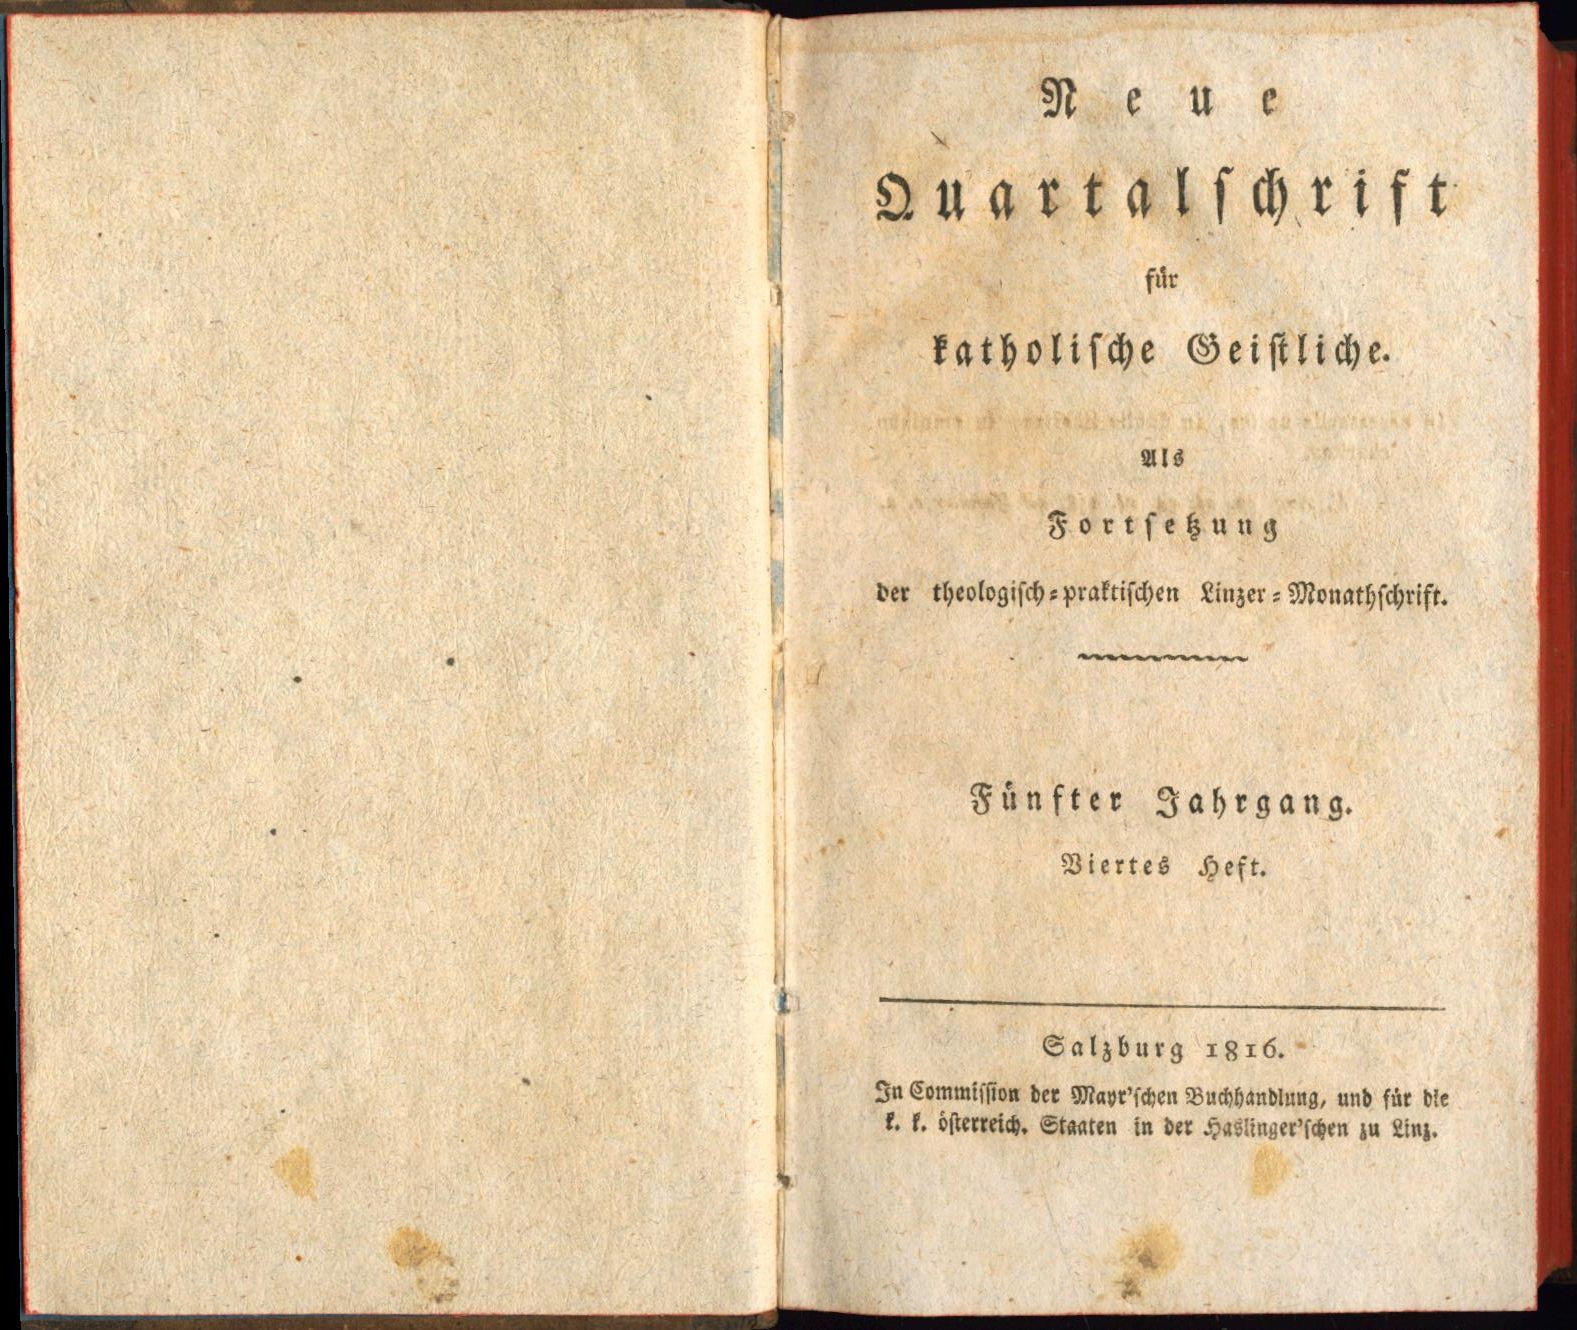 Neue
Quartalschrift
für
katholische Geistliche.
Als
Fortsetzung
der theologisch-praktischen Linzer-Monathschrift.
Fünfter Jahrgang.
Viertes Heft.
Salzburg 1816.
In Commission der Mayr'schen Buchhandlung, und für die
k. k. österreich. Staaten in der Haslinger'schen zu Linz.